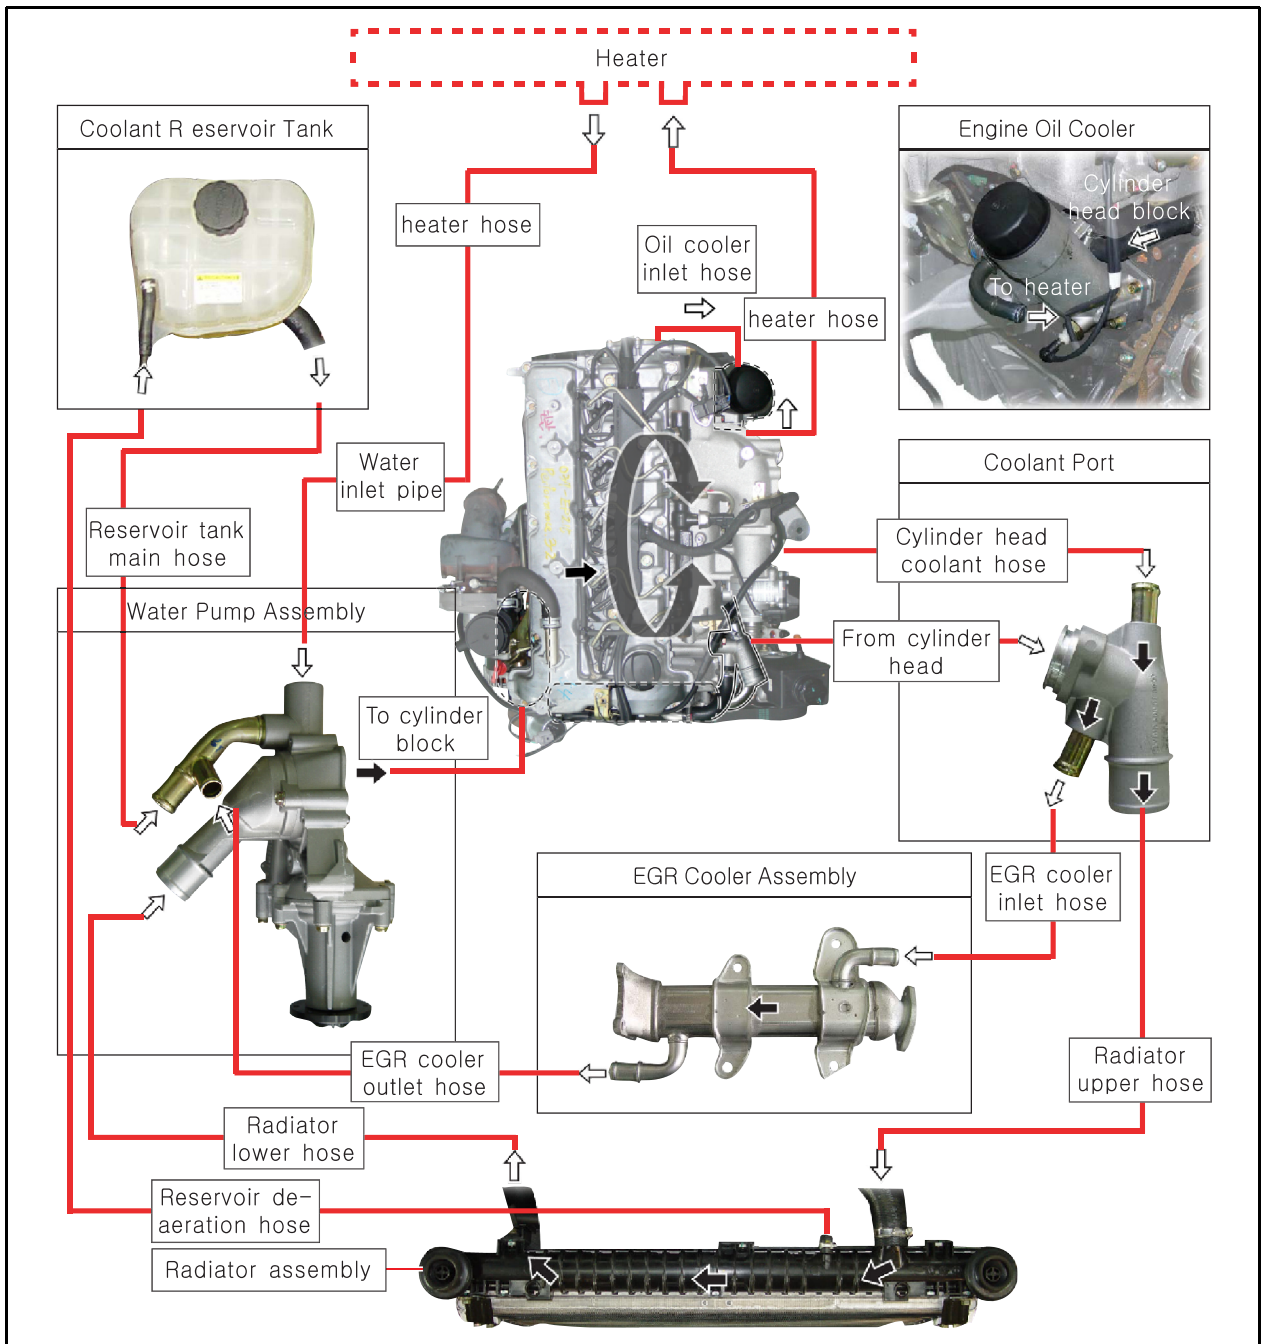 Heater
Coolant R eservoir Tank
Engine Oil Cooler
Cylinder
head block
To heater
heater hose
Oil cooler
inlet hose
heater hose
Water
inlet pipe
Coolant Port
Reservoir tank
main hose
Cylinder head
coolant hose
Water Pump Assembly
From cylinder
head
To cylinder
block
EGR Cooler Assembly
EGR cooler
inlet hose
EGR cooler
outlet hose
Radiator
upper hose
Radiator
lower hose
Reservoir de-
aeration hose
Radiator assembly